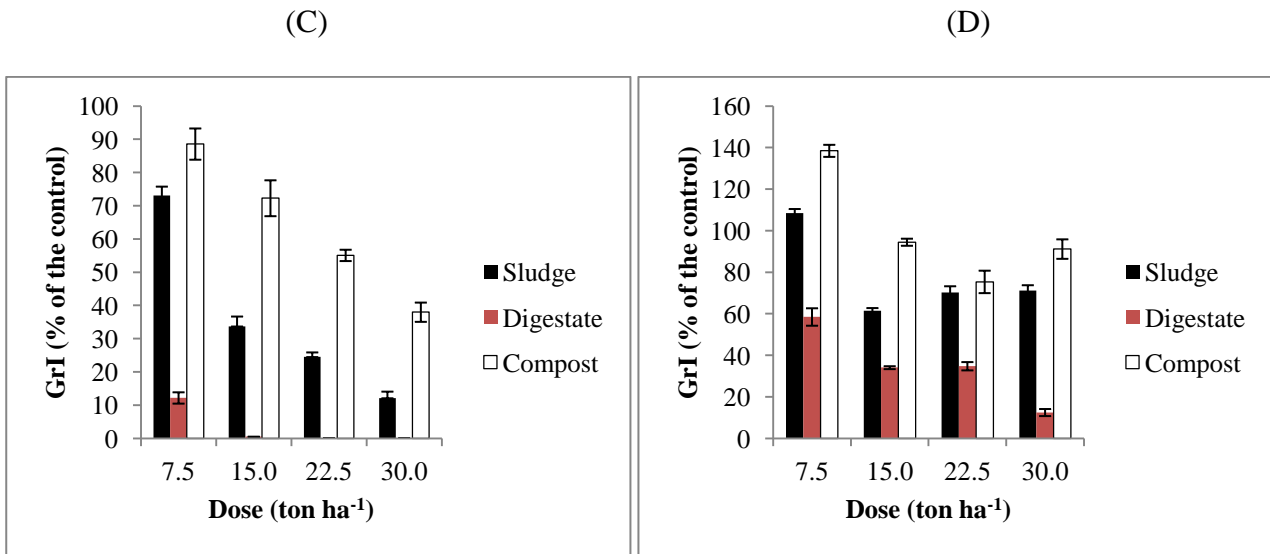 (C)
(D)
GrI (% of the control)
100
90
80
70
60
50
40
30
20
10
0
7.5 15.0 22.5 30.0
Dose (ton ha⁻¹)
Sludge
Digestate
Compost
GrI (% of the control)
160
140
120
100
80
60
40
20
0
7.5 15.0 22.5 30.0
Dose (ton ha⁻¹)
Sludge
Digestate
Compost